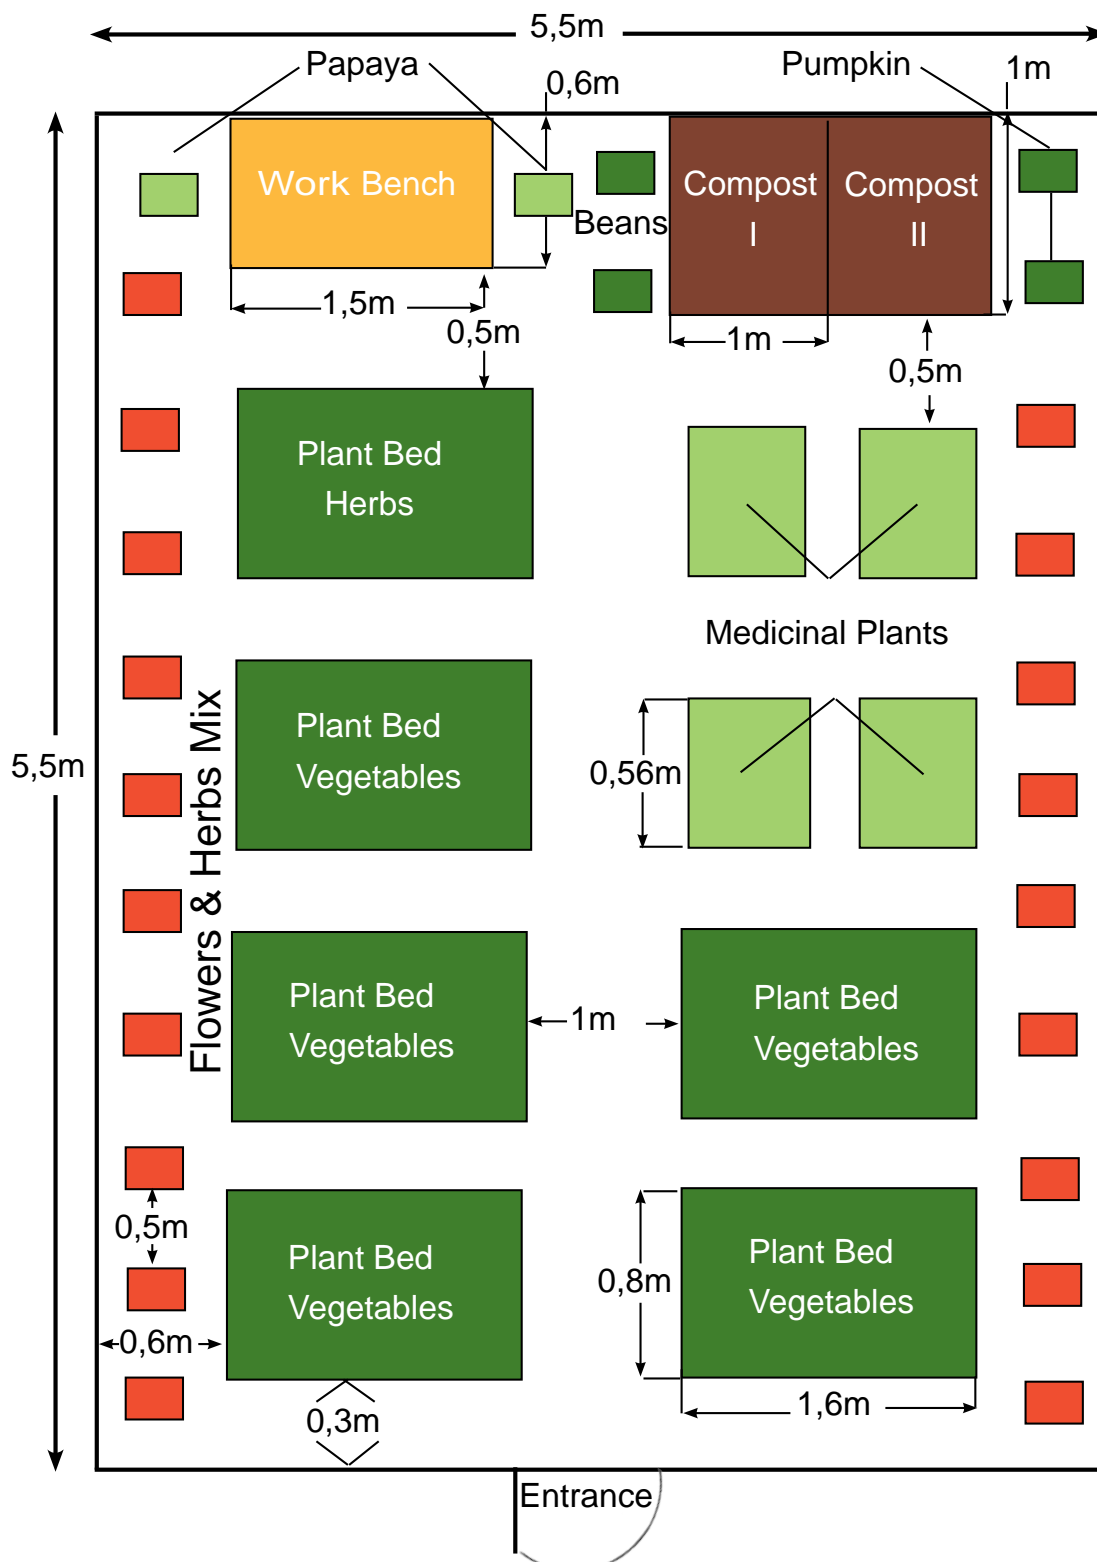 5,5m
Papaya
Pumpkin
0,6m
1m
Work Bench
Compost
I
Compost
II
Beans
1,5m
0,5m
1m
0,5m
Plant Bed
Herbs
Medicinal Plants
Flowers & Herbs Mix
Plant Bed
Vegetables
5,5m
0,56m
Plant Bed
Vegetables
1m
Plant Bed
Vegetables
0,5m
Plant Bed
Vegetables
0,8m
Plant Bed
Vegetables
0,6m
0,3m
1,6m
Entrance